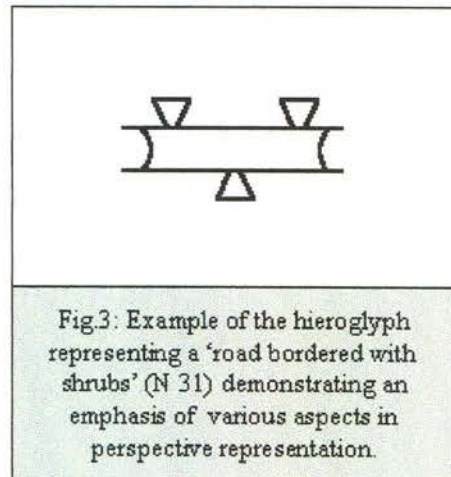 Fig.3: Example of the hieroglyph
representing a ‘road bordered with
shrubs’ (N 31) demonstrating an
emphasis of various aspects in
perspective representation.